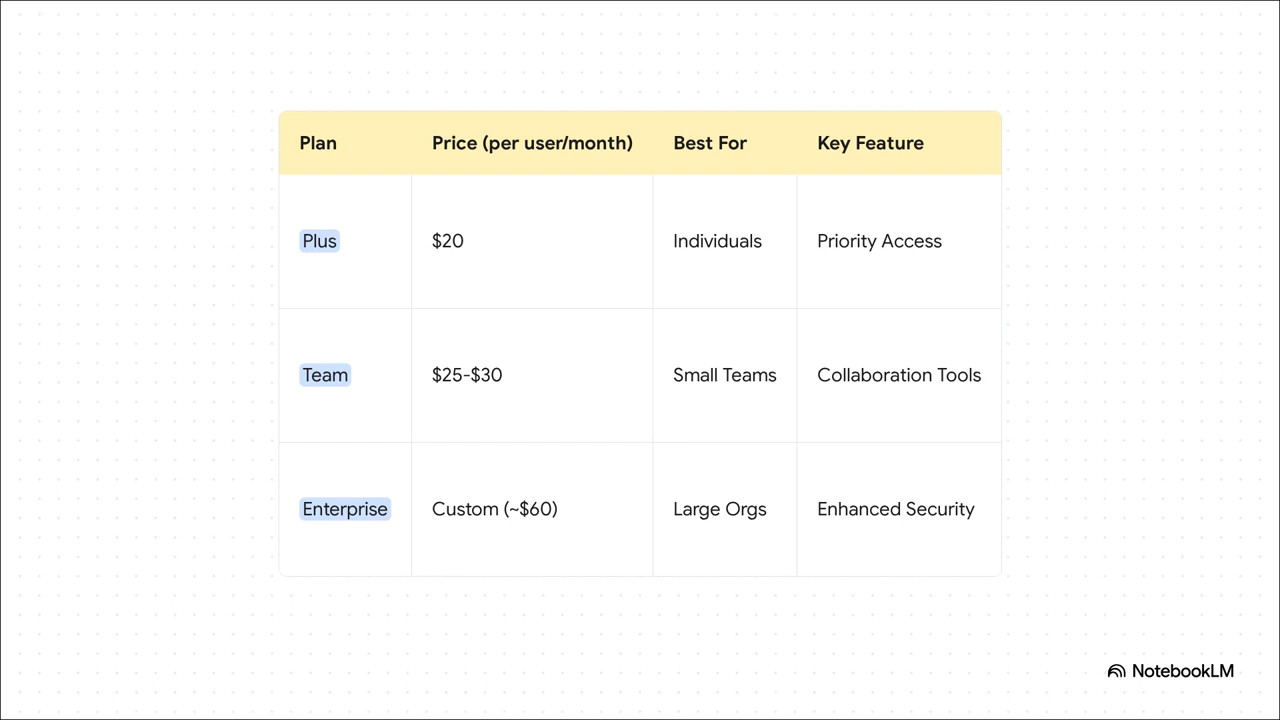 Plan Price (per user/month) Best For Key Feature
Plus $20 Individuals Priority Access
Team $25-$30 Small Teams Collaboration Tools
Enterprise Custom (~$60) Large Orgs Enhanced Security
NotebookLM